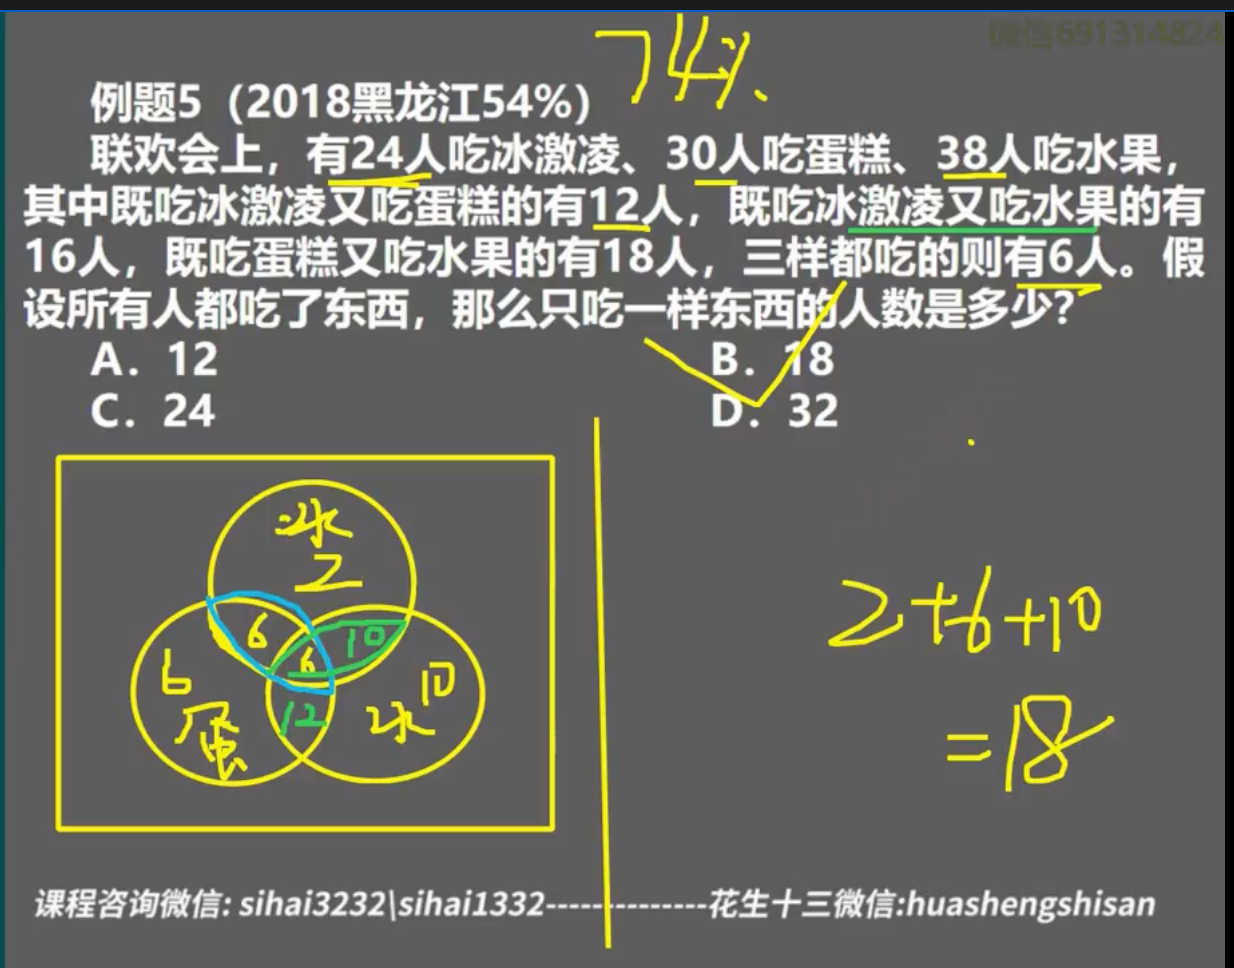 微信691314824
74%
例题5（2018黑龙江54%）
联欢会上，有24人吃冰激凌、30人吃蛋糕、38人吃水果，
其中既吃冰激凌又吃蛋糕的有12人，既吃冰激凌又吃水果的有
16人，既吃蛋糕又吃水果的有18人，三样都吃的则有6人。假
设所有人都吃了东西，那么只吃一样东西的人数是多少？
A．12
B．18
C．24
D．32
冰
2
6
10
6
6
10
12
蛋
水
2+6+10
=18
课程咨询微信: sihai3232\sihai1332--------------花生十三微信:huashengshisan